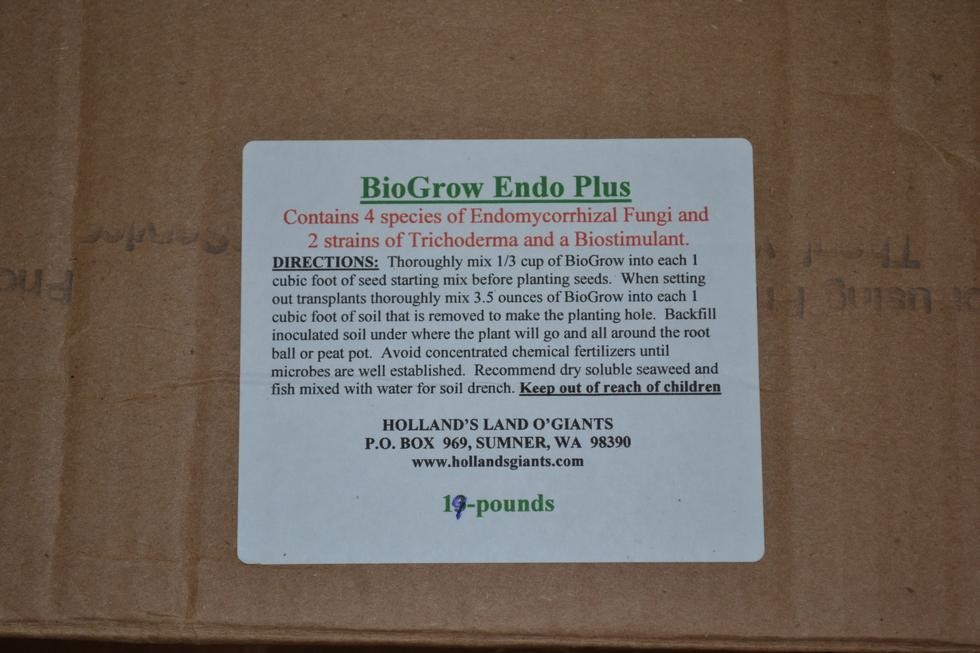 BioGrow Endo Plus
Contains 4 species of Endomycorrhizal Fungi and
2 strains of Trichoderma and a Biostimulant.
DIRECTIONS: Thoroughly mix 1/3 cup of BioGrow into each 1
cubic foot of seed starting mix before planting seeds. When setting
out transplants thoroughly mix 3.5 ounces of BioGrow into each 1
cubic foot of soil that is removed to make the planting hole. Backfill
inoculated soil under where the plant will go and all around the root
ball or peat pot. Avoid concentrated chemical fertilizers until
microbes are well established. Recommend dry soluble seaweed and
fish mixed with water for soil drench. Keep out of reach of children
HOLLAND'S LAND O'GIANTS
P.O. BOX 969, SUMNER, WA 98390
www.hollandsgiants.com
-pounds